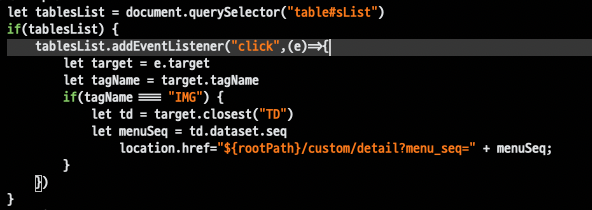 let tablesList = document.querySelector("table#sList")
if(tablesList) {
    tablesList.addEventListener("click",(e)=>{
        let target = e.target
        let tagName = target.tagName
        if(tagName === "IMG") {
            let td = target.closest("TD")
            let menuSeq = td.dataset.seq
                location.href="${rootPath}/custom/detail?menu_seq=" + menuSeq;
        }
    })
}